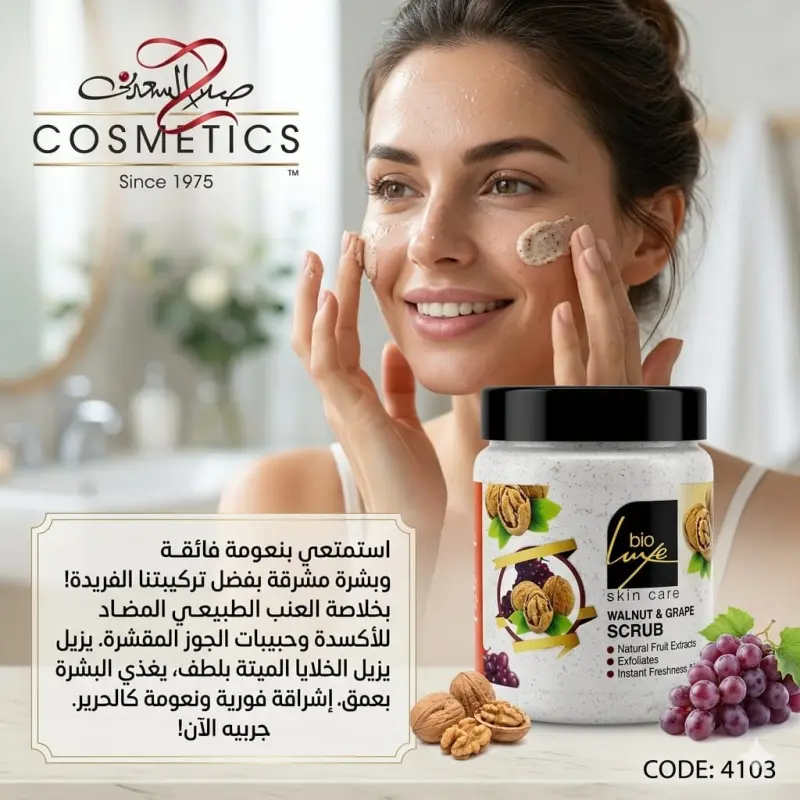 COSMETICS
Since 1975
TM
استمتعي بنعومة فائقة
وبشرة مشرقة بفضل تركيبتنا الفريدة!
بخلاصة العنب الطبيعي المضاد
للأكسدة وحبيبات الجوز المقشرة. يزيل
يزيل الخلايا الميتة بلطف، يغذي البشرة
بعمق. إشراقة فورية ونعومة كالحرير.
جربيه الآن!
bio
luxe
skin care
WALNUT & GRAPE
SCRUB
• Natural Fruit Extracts
• Exfoliates
• Instant Freshness
CODE: 4103